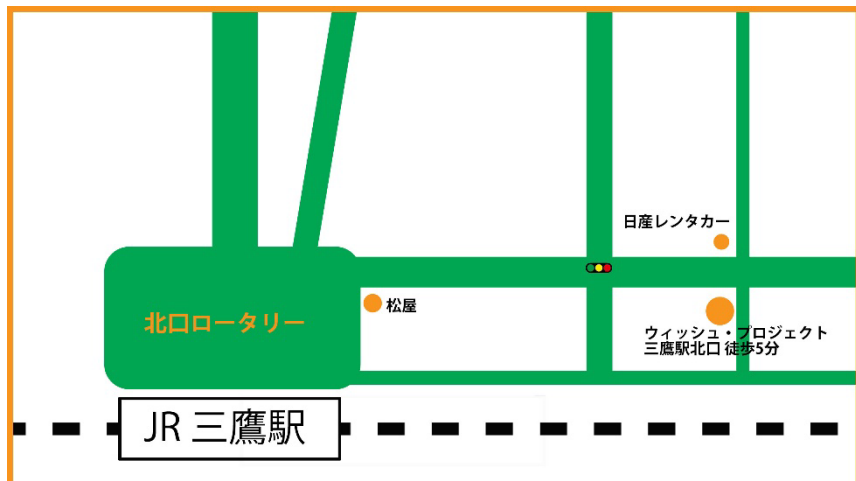 日産レンタカー
松屋
北口ロータリー
ウィッシュ・プロジェクト
三鷹駅北口 徒歩5分
JR 三鷹駅